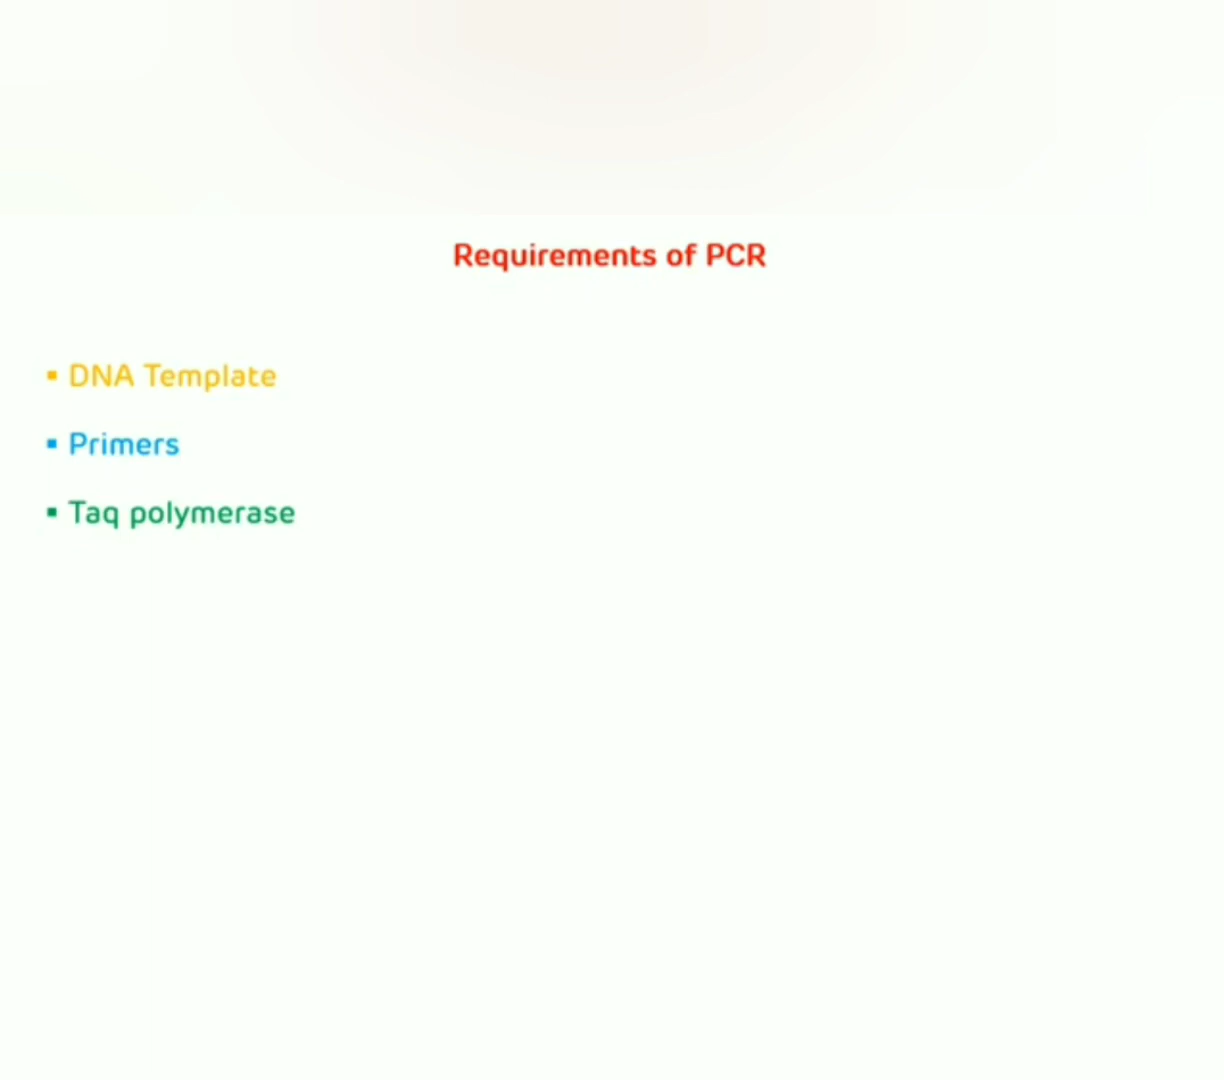 Requirements of PCR
▪ DNA Template
▪ Primers
▪ Taq polymerase